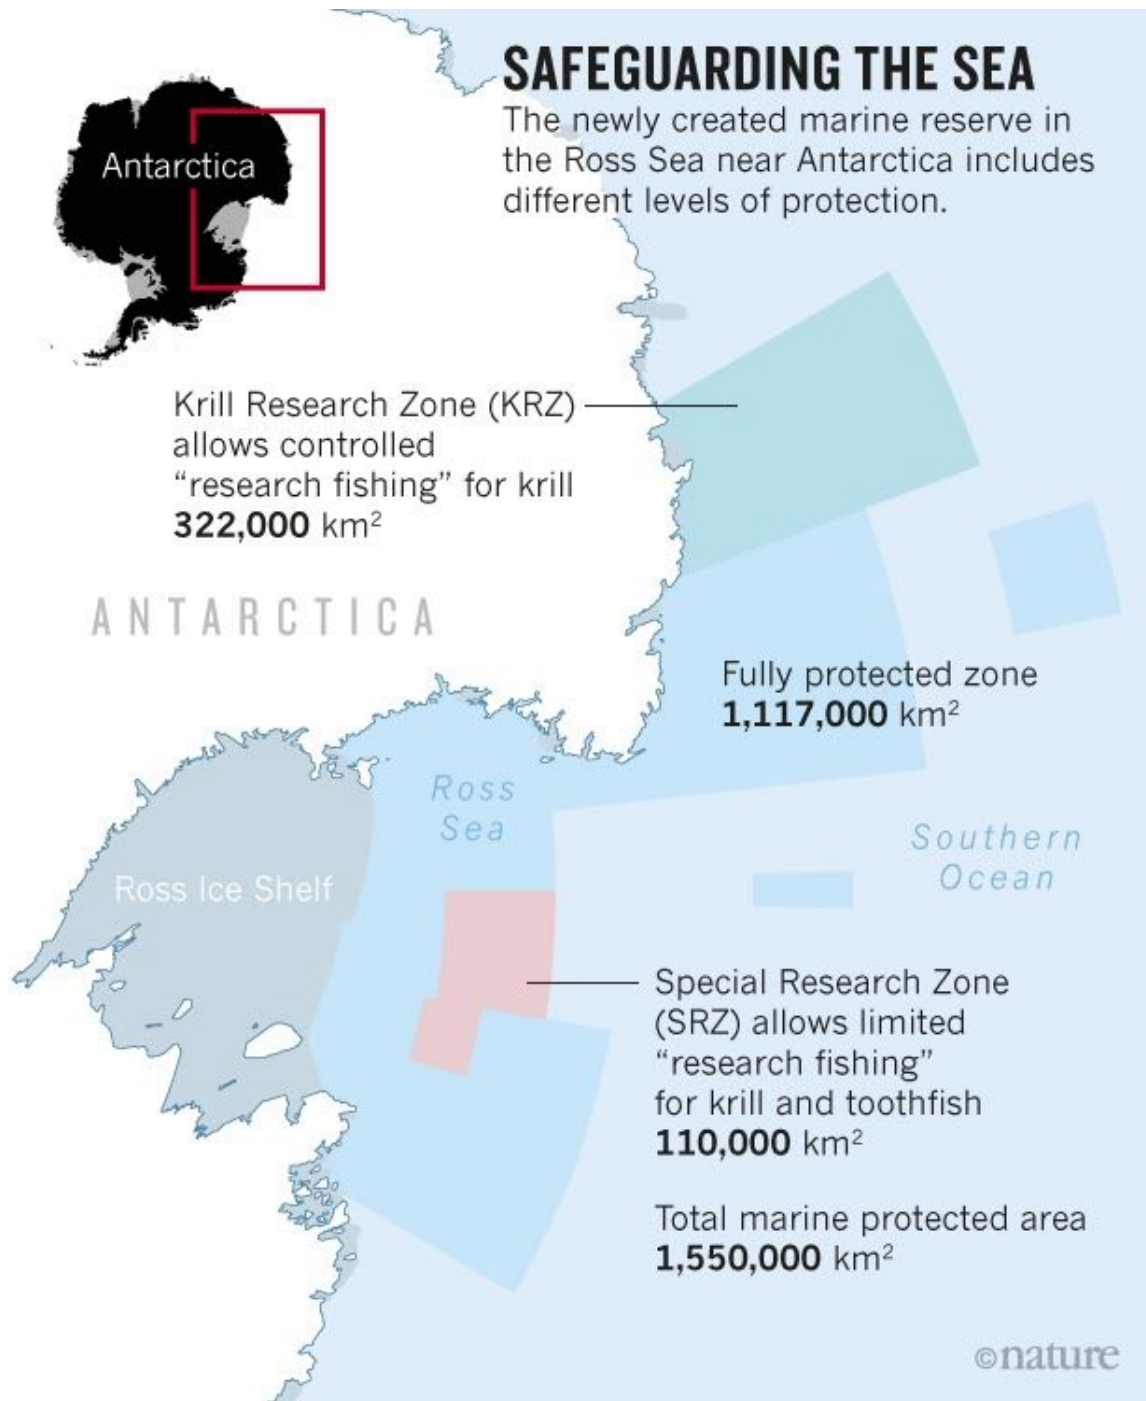 SAFEGUARDING THE SEA
The newly created marine reserve in
the Ross Sea near Antarctica includes
different levels of protection.
Antarctica
Krill Research Zone (KRZ)
allows controlled
“research fishing” for krill
322,000 km²
ANTARCTICA
Fully protected zone
1,117,000 km²
Ross
Sea
Southern
Ocean
Ross Ice Shelf
Special Research Zone
(SRZ) allows limited
“research fishing”
for krill and toothfish
110,000 km²
Total marine protected area
1,550,000 km²
©nature